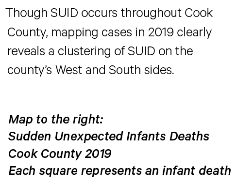 Though SUID occurs throughout Cook
County, mapping cases in 2019 clearly
reveals a clustering of SUID on the
county's West and South sides.
Map to the right:
Sudden Unexpected Infants Deaths
Cook County 2019
Each square represents an infant death